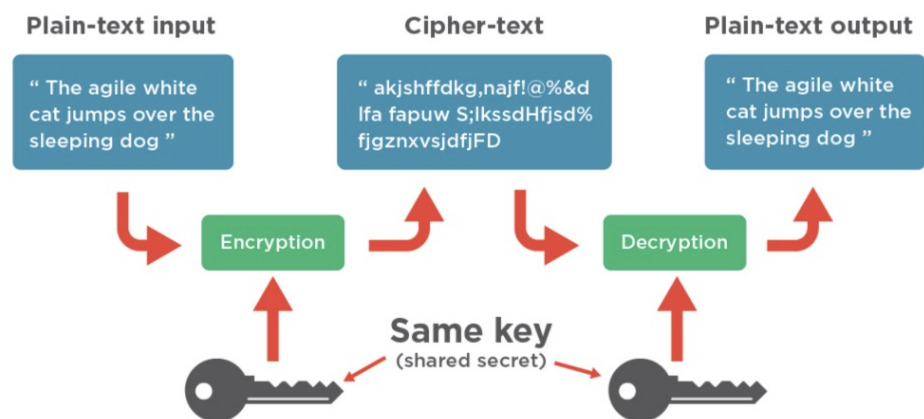 Plain-text input
Cipher-text
Plain-text output
“ The agile white
cat jumps over the
sleeping dog ”
“ akjshffdkg,najf!@%&d
lfa fapuw S;lkssdHfjsd%
fjgznxvsjdfjFD
“ The agile white
cat jumps over the
sleeping dog ”
Encryption
Decryption
Same key
(shared secret)